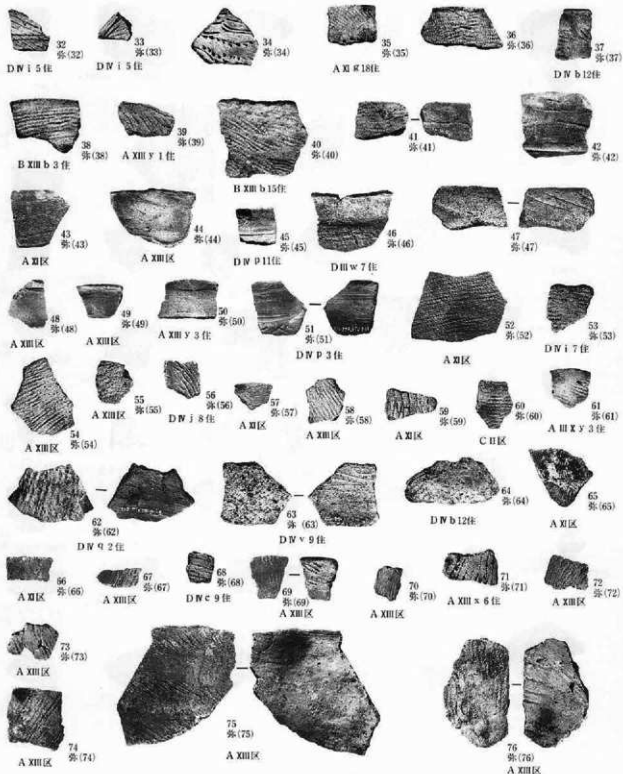 32
弥(32)
DⅣi5住
33
弥(33)
DⅣi5住
34
弥(34)
35
弥(35)
AⅪg18住
36
弥(36)
37
弥(37)
DⅣb12住
38
弥(38)
BⅩⅢb3住
39
弥(39)
AⅩⅢy1住
40
弥(40)
BⅩⅢb15住
41
弥(41)
42
弥(42)
43
弥(43)
AⅪ区
44
弥(44)
AⅩⅢ区
45
弥(45)
DⅣp11住
46
弥(46)
DⅢw7住
47
弥(47)
48
弥(48)
AⅩⅢ区
49
弥(49)
AⅩⅢ区
50
弥(50)
AⅩⅢy3住
51
弥(51)
DⅣp3住
52
弥(52)
AⅪ区
53
弥(53)
DⅣi7住
54
弥(54)
AⅩⅢ区
55
弥(55)
AⅩⅢ区
56
弥(56)
DⅣj8住
57
弥(57)
AⅪ区
58
弥(58)
AⅩⅢ区
59
弥(59)
AⅪ区
60
弥(60)
CⅡ区
61
弥(61)
62
弥(62)
DⅣq2住
63
弥(63)
DⅣv9住
64
弥(64)
DⅣb12住
65
弥(65)
AⅪ区
66
弥(66)
AⅪ区
67
弥(67)
AⅩⅢ区
68
弥(68)
DⅣc9住
69
弥(69)
AⅩⅢ区
70
弥(70)
AⅩⅢ区
71
弥(71)
AⅩⅢx6住
72
弥(72)
AⅩⅢ区
73
弥(73)
AⅩⅢ区
74
弥(74)
75
弥(75)
AⅩⅢ区
76
弥(76)
AⅩⅢ区